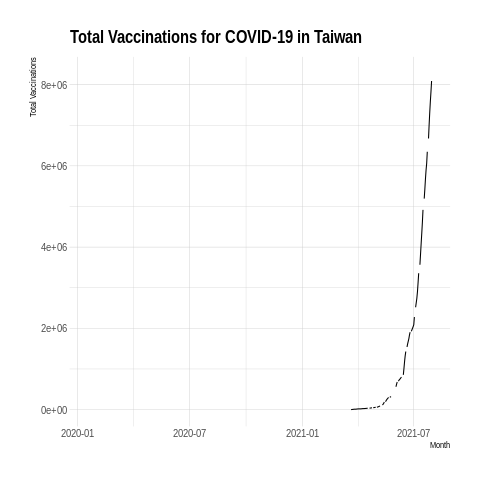 Total Vaccinations for COVID-19 in Taiwan
Total Vaccinations
8e+06
6e+06
4e+06
2e+06
0e+00
2020-01 2020-07 2021-01 2021-07
Month